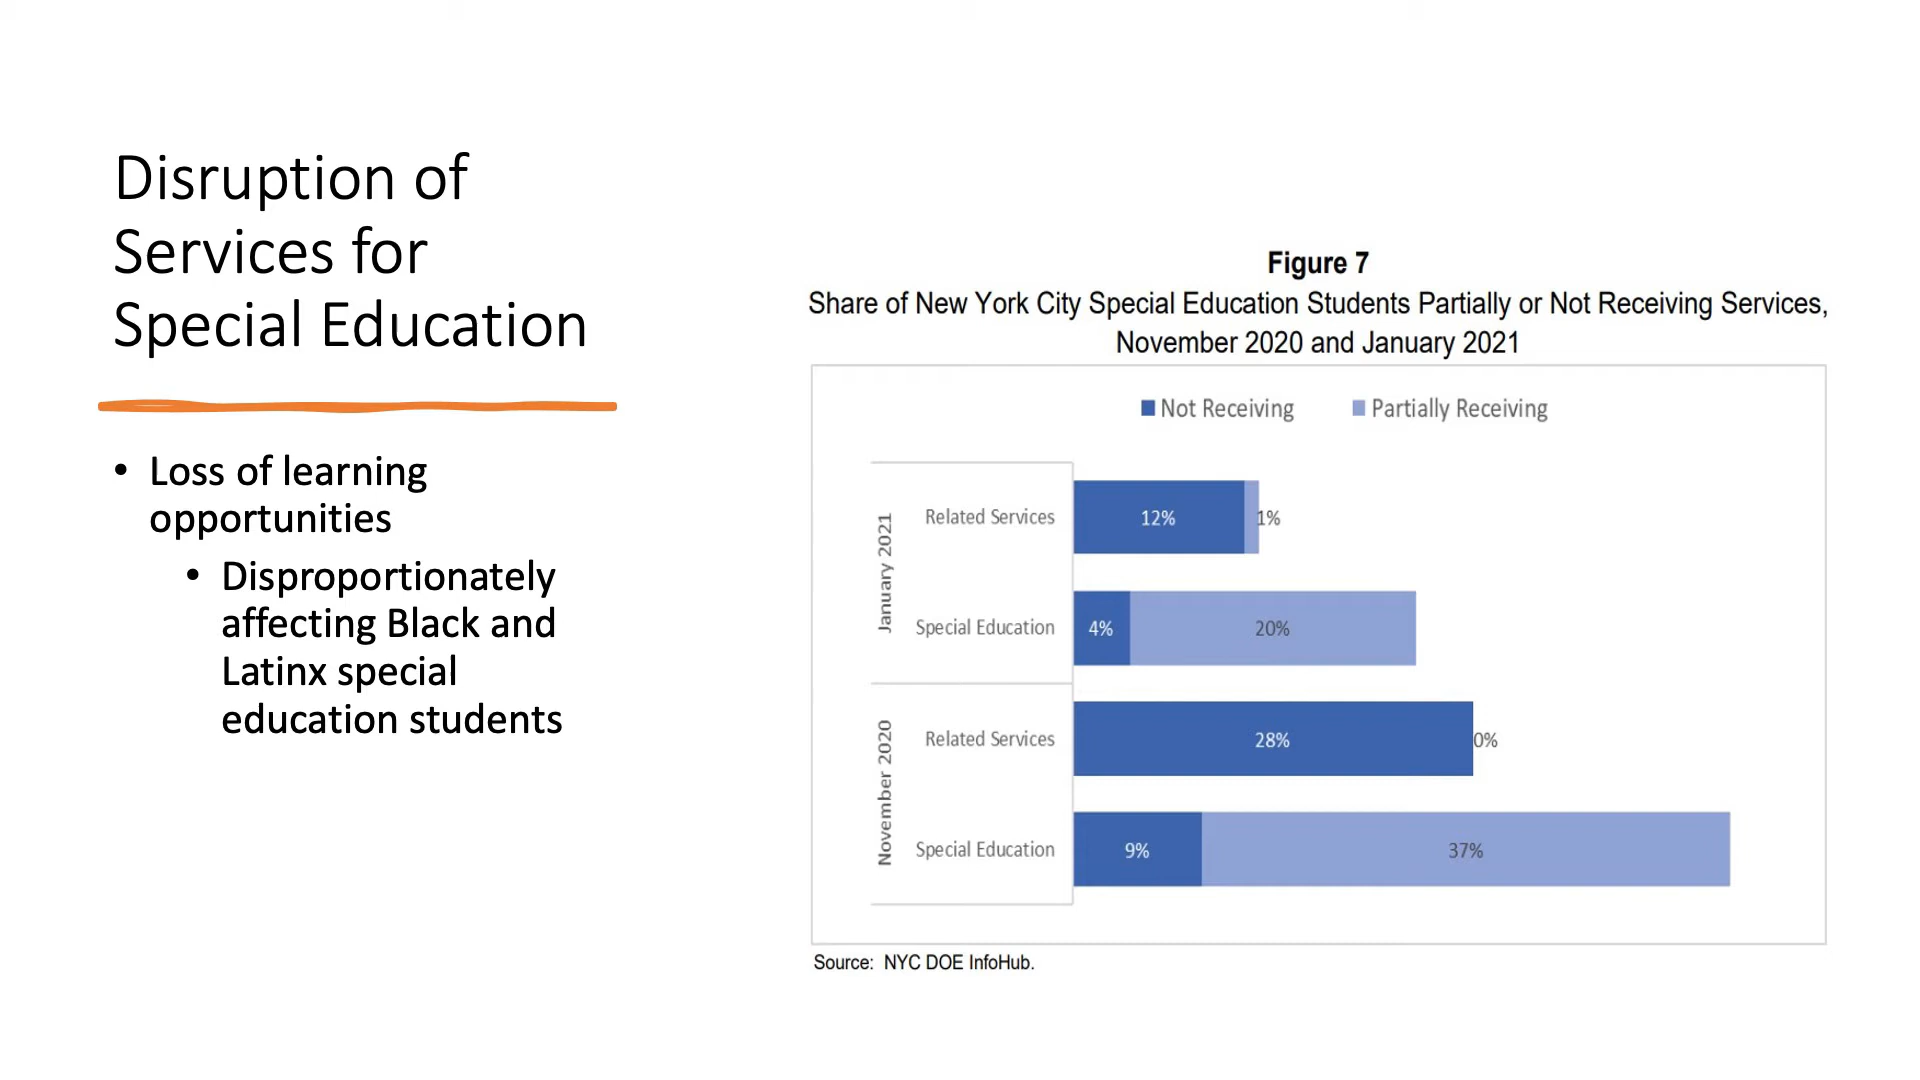 Disruption of
Services for
Special Education
• Loss of learning
opportunities
• Disproportionately
affecting Black and
Latinx special
education students
Figure 7
Share of New York City Special Education Students Partially or Not Receiving Services,
November 2020 and January 2021
Not Receiving Partially Receiving
January 2021
Related Services 12% 1%
Special Education 4% 20%
November 2020
Related Services 28% 0%
Special Education 9% 37%
Source: NYC DOE InfoHub.